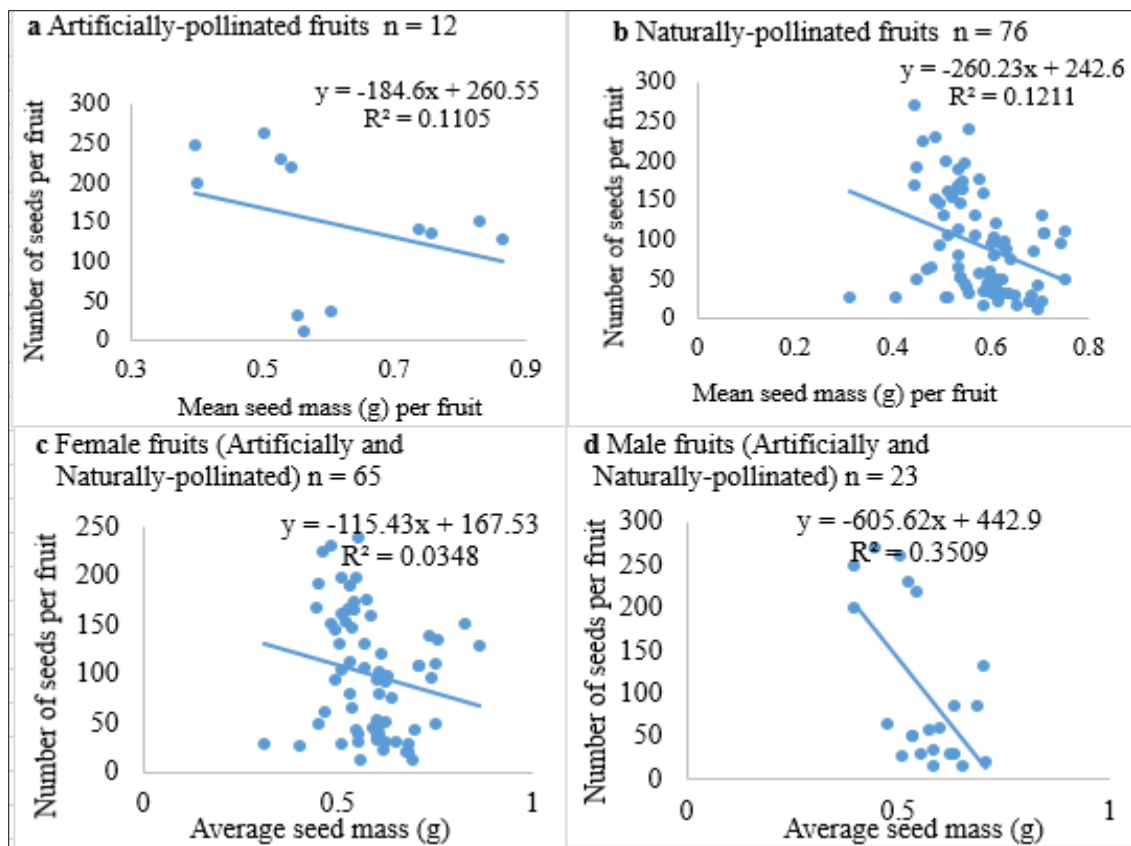 a Artificially-pollinated fruits n = 12
y = -184.6x + 260.55
R² = 0.1105
Number of seeds per fruit
300
250
200
150
100
50
0
0.3 0.5 0.7 0.9
Mean seed mass (g) per fruit
b Naturally-pollinated fruits n = 76
y = -260.23x + 242.6
R² = 0.1211
Number of seeds per fruit
300
250
200
150
100
50
0
0 0.2 0.4 0.6 0.8
Mean seed mass (g) per fruit
c Female fruits (Artificially and
Naturally-pollinated) n = 65
y = -115.43x + 167.53
R² = 0.0348
Number of seeds per fruit
250
200
150
100
50
0
0 0.5 1
Average seed mass (g)
d Male fruits (Artificially and
Naturally-pollinated) n = 23
y = -605.62x + 442.9
R² = 0.3509
Number of seeds per fruit
300
250
200
150
100
50
0
0 0.5 1
Average seed mass (g)